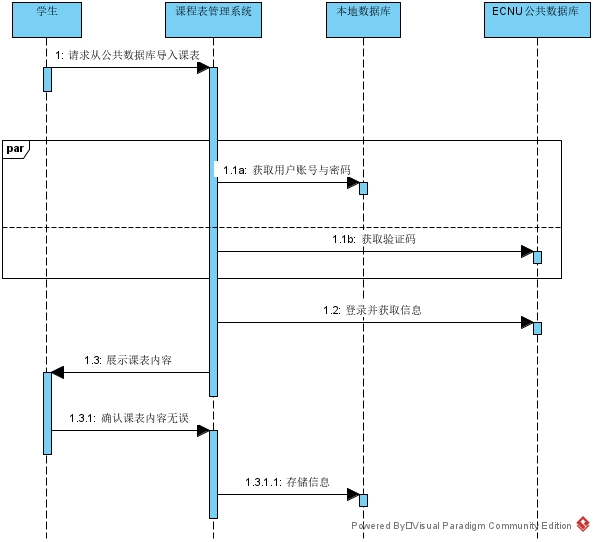 学生
课程表管理系统
本地数据库
ECNU公共数据库
1: 请求从公共数据库导入课表
par
1.1a: 获取用户账号与密码
1.1b: 获取验证码
1.2: 登录并获取信息
1.3: 展示课表内容
1.3.1: 确认课表内容无误
1.3.1.1: 存储信息
Powered By□Visual Paradigm Community Edition